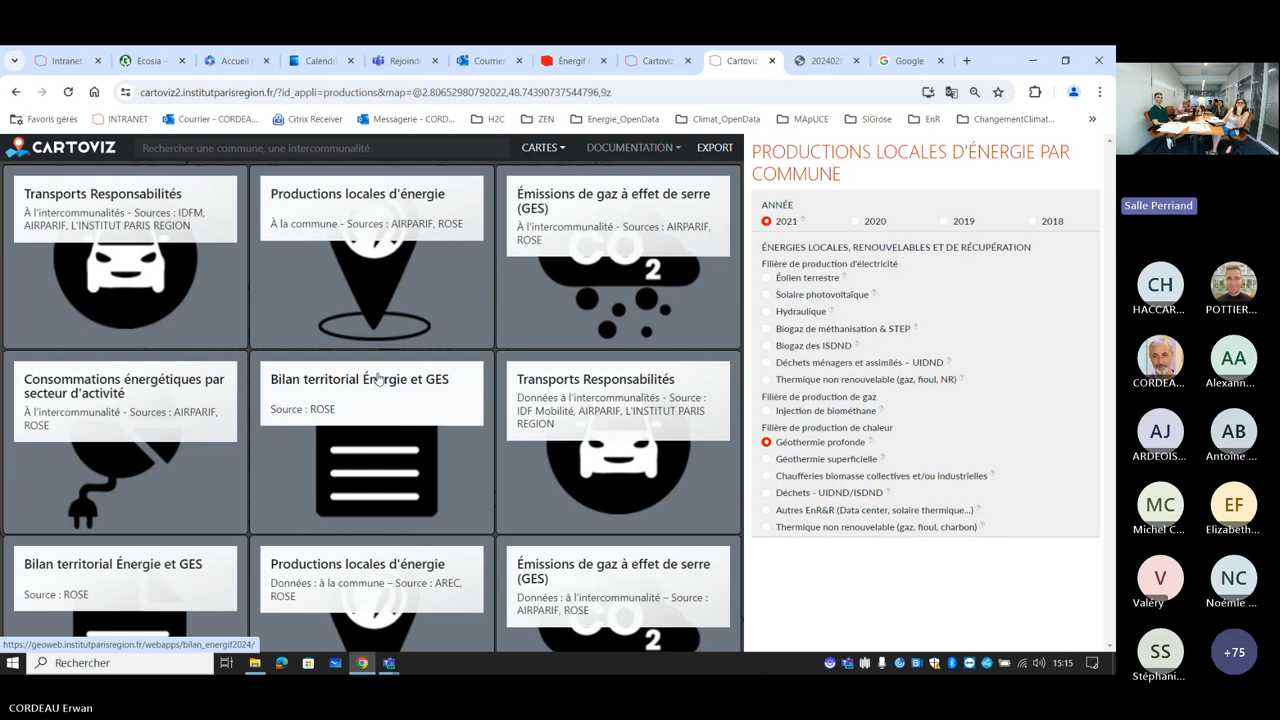 Intranet
Ecosia –
Accueil
Calendri
Rejoind
Courrier
Énergif
Cartoviz
Cartoviz
2024020
Google
cartoviz2.institutparisregion.fr/?id_appli=productions&map=@2.80652980792022,48.74390737544796,9z
Favoris gérés
INTRANET
Courrier - CORDEA...
Citrix Receiver
Messagerie - CORD...
H2C
ZEN
Energie_OpenData
Climat_OpenData
MApUCE
SIGrose
EnR
ChangementClimat...
CARTOVIZ
Rechercher une commune, une intercommunalité
CARTES
DOCUMENTATION
EXPORT
Transports Responsabilités
À l'intercommunalités - Sources : IDFM,
AIRPARIF, L'INSTITUT PARIS REGION
Productions locales d'énergie
À la commune - Sources : AIRPARIF, ROSE
Émissions de gaz à effet de serre
(GES)
À l'intercommunalité - Sources : AIRPARIF,
ROSE
CO2
Consommations énergétiques par
secteur d'activité
À l'intercommunalité - Sources : AIRPARIF,
ROSE
Bilan territorial Énergie et GES
Source : ROSE
Transports Responsabilités
Données à l'intercommunalités - Source :
IDF Mobilité, AIRPARIF, L'INSTITUT PARIS
REGION
Bilan territorial Énergie et GES
Source : ROSE
Productions locales d'énergie
Données : à la commune – Source : AREC,
ROSE
Émissions de gaz à effet de serre
(GES)
Données : à l'intercommunalité – Source :
AIRPARIF, ROSE
CO2
https://geoweb.institutparisregion.fr/webapps/bilan_energif2024/
PRODUCTIONS LOCALES D'ÉNERGIE PAR
COMMUNE
ANNÉE
2021 ?
2020
2019
2018
ÉNERGIES LOCALES, RENOUVELABLES ET DE RÉCUPÉRATION
Filière de production d'électricité
Éolien terrestre ?
Solaire photovoltaïque ?
Hydraulique ?
Biogaz de méthanisation & STEP ?
Biogaz des ISDND ?
Déchets ménagers et assimilés – UIDND ?
Thermique non renouvelable (gaz, fioul, NR) ?
Filière de production de gaz
Injection de biométhane ?
Filière de production de chaleur
Géothermie profonde ?
Géothermie superficielle ?
Chaufferies biomasse collectives et/ou industrielles ?
Déchets - UIDND/ISDND ?
Autres EnR&R (Data center, solaire thermique...) ?
Thermique non renouvelable (gaz, fioul, charbon) ?
Rechercher
15:15
CORDEAU Erwan
Salle Perriand
CH
HACCAR...
POTTIER...
CORDEA...
AA
Alexann...
AJ
ARDEOIS...
AB
Antoine ...
MC
Michel C...
EF
Elizabeth...
V
Valéry
NC
Noémie ...
SS
Stéphani...
+75